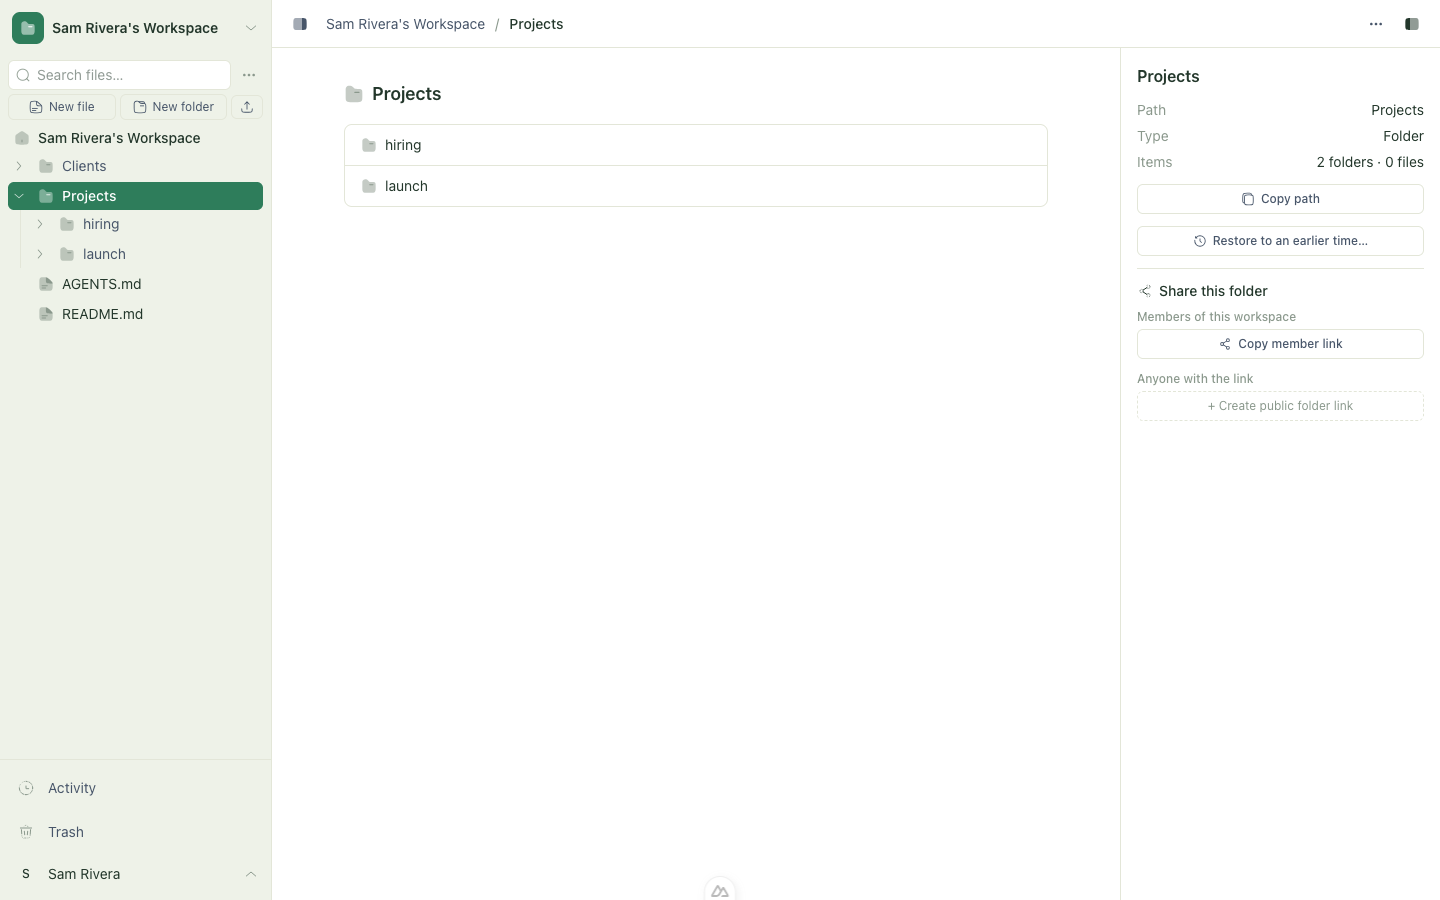 Sam Rivera's Workspace
Search files...
New file
New folder
Sam Rivera's Workspace
Clients
Projects
hiring
launch
AGENTS.md
README.md
Activity
Trash
S
Sam Rivera
Sam Rivera's Workspace / Projects
Projects
hiring
launch
Projects
Path Projects
Type Folder
Items 2 folders · 0 files
Copy path
Restore to an earlier time...
Share this folder
Members of this workspace
Copy member link
Anyone with the link
+ Create public folder link